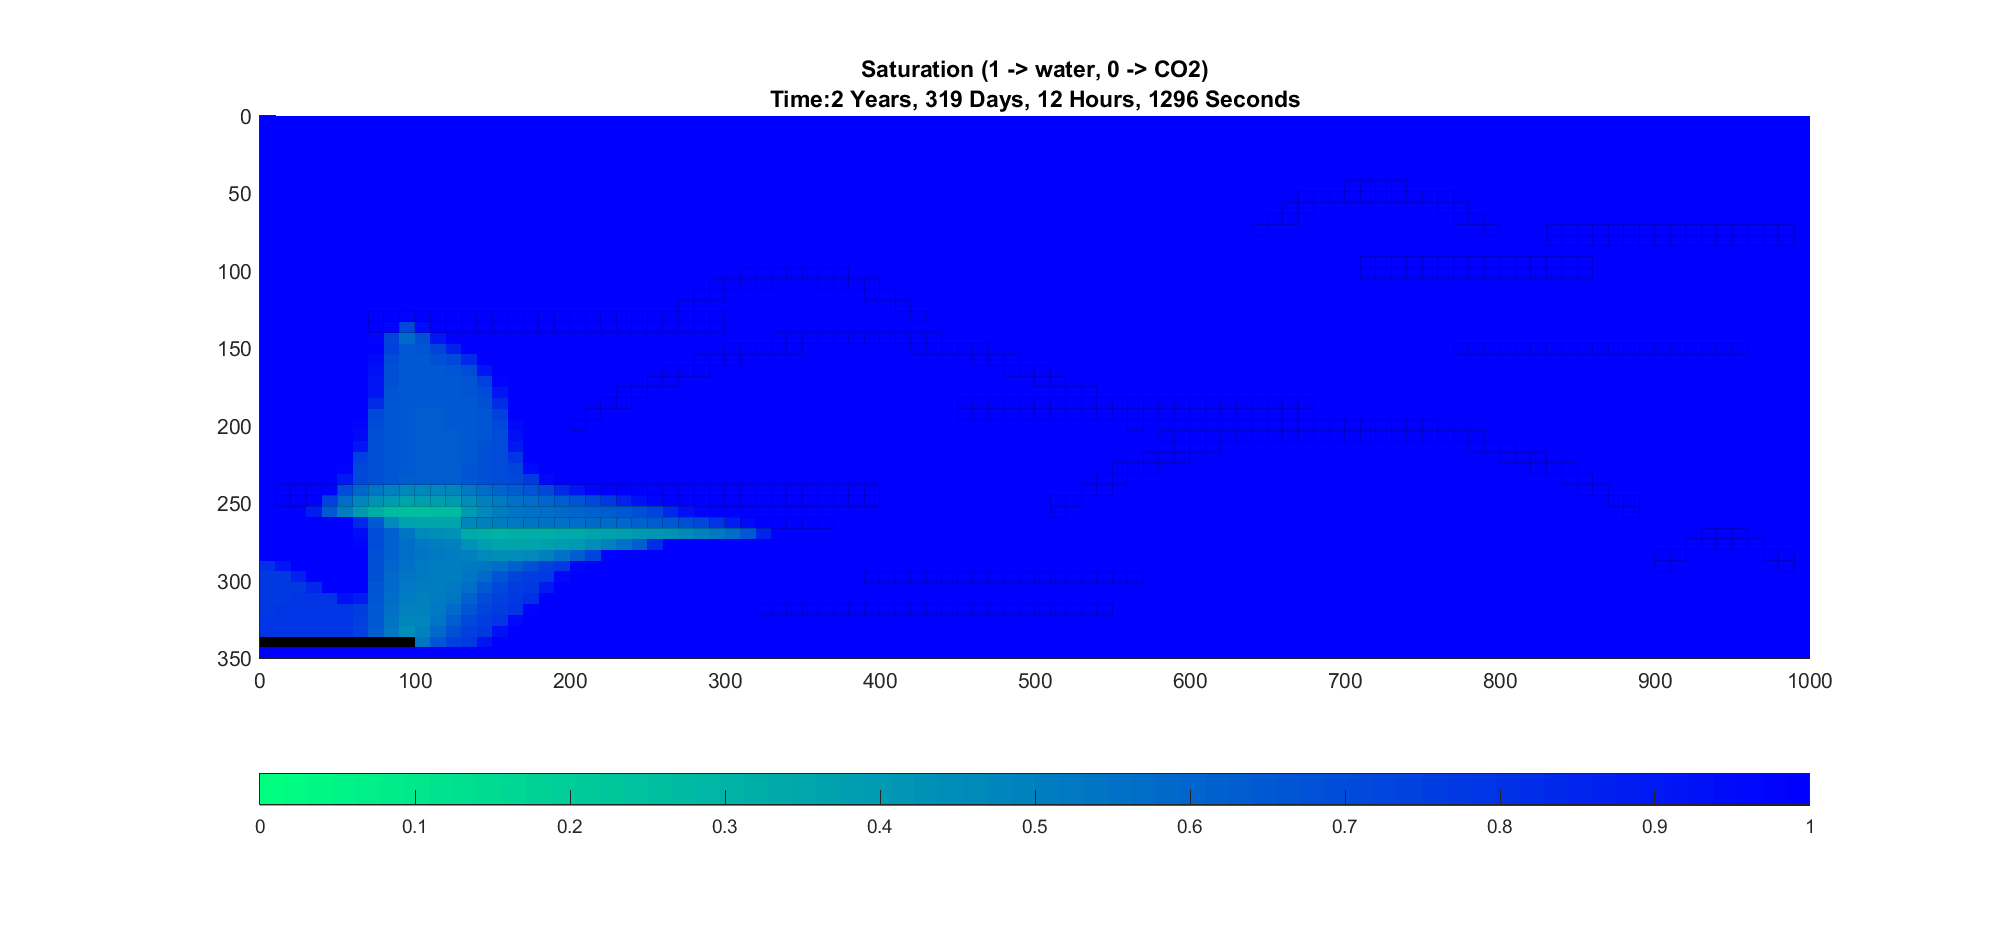 Saturation (1 -> water, 0 -> CO2)
Time:2 Years, 319 Days, 12 Hours, 1296 Seconds
0
50
100
150
200
250
300
350
0 100 200 300 400 500 600 700 800 900 1000
0 0.1 0.2 0.3 0.4 0.5 0.6 0.7 0.8 0.9 1